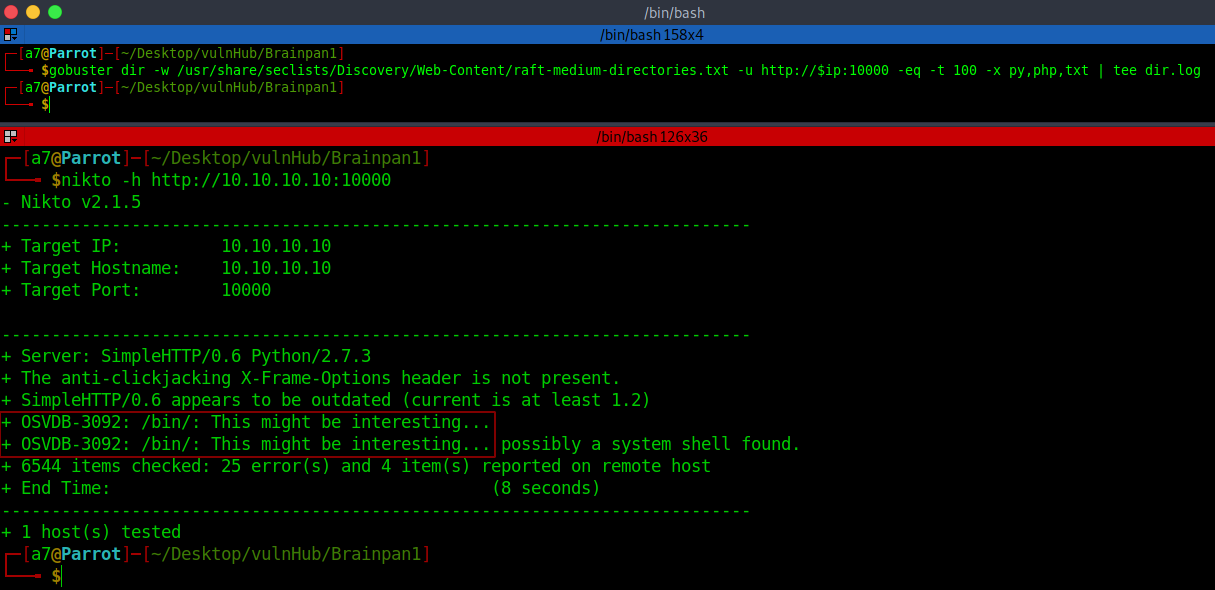 /bin/bash
/bin/bash 158x4
┌─[a7@Parrot]─[~/Desktop/vulnHub/Brainpan1]
└──╼ $gobuster dir -w /usr/share/seclists/Discovery/Web-Content/raft-medium-directories.txt -u http://$ip:10000 -eq -t 100 -x py,php,txt | tee dir.log
┌─[a7@Parrot]─[~/Desktop/vulnHub/Brainpan1]
└──╼ $
/bin/bash 126x36
┌─[a7@Parrot]─[~/Desktop/vulnHub/Brainpan1]
└──╼ $nikto -h http://10.10.10.10:10000
- Nikto v2.1.5
---------------------------------------------------------------------------
+ Target IP:          10.10.10.10
+ Target Hostname:    10.10.10.10
+ Target Port:        10000
---------------------------------------------------------------------------
+ Server: SimpleHTTP/0.6 Python/2.7.3
+ The anti-clickjacking X-Frame-Options header is not present.
+ SimpleHTTP/0.6 appears to be outdated (current is at least 1.2)
+ OSVDB-3092: /bin/: This might be interesting...
+ OSVDB-3092: /bin/: This might be interesting... possibly a system shell found.
+ 6544 items checked: 25 error(s) and 4 item(s) reported on remote host
+ End Time:                                      (8 seconds)
---------------------------------------------------------------------------
+ 1 host(s) tested
┌─[a7@Parrot]─[~/Desktop/vulnHub/Brainpan1]
└──╼ $